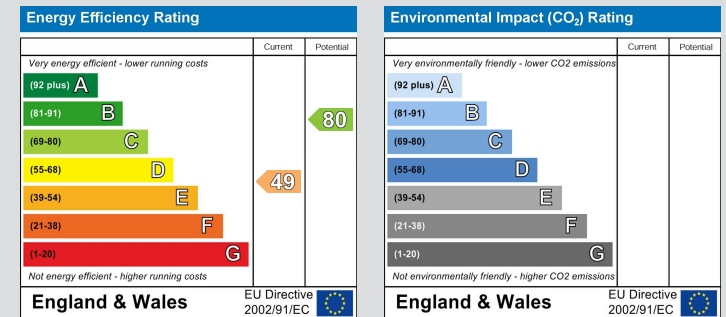 Energy Efficiency Rating
Current Potential
Very energy efficient - lower running costs
(92 plus) A
(81-91) B
80
(69-80) C
(55-68) D
49
(39-54) E
(21-38) F
(1-20) G
Not energy efficient - higher running costs
England & Wales
EU Directive
2002/91/EC
Environmental Impact (CO₂) Rating
Current Potential
Very environmentally friendly - lower CO2 emissions
(92 plus) A
(81-91) B
(69-80) C
(55-68) D
(39-54) E
(21-38) F
(1-20) G
Not environmentally friendly - higher CO2 emissions
England & Wales
EU Directive
2002/91/EC